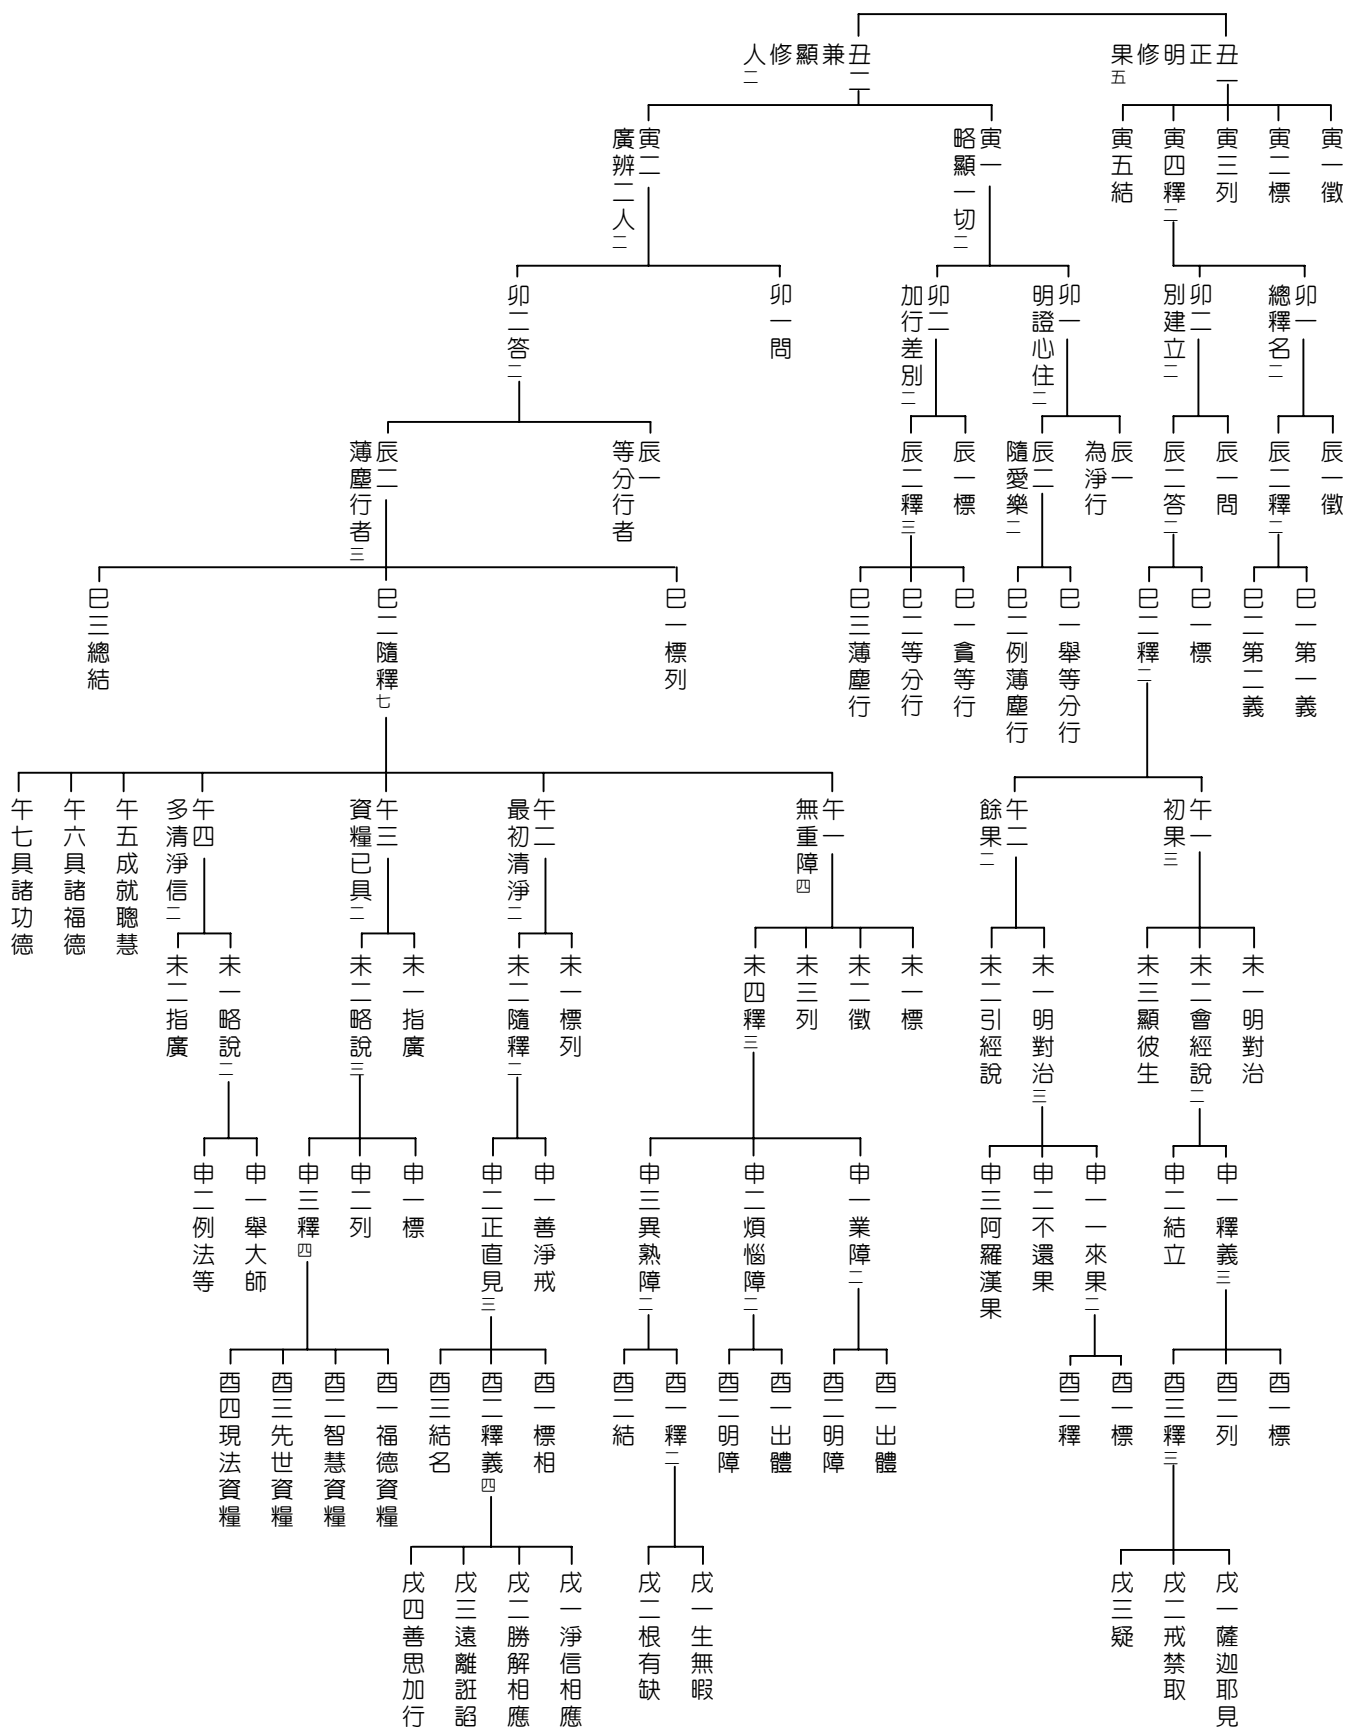 丑一
正明修果五
丑二
兼顯修人二
寅一徵
寅二標
寅三列
寅四釋二
寅五結
寅一
略顯一切二
寅二
廣辨二人二
卯一
總釋名二
卯二
別建立二
卯一
明證心住二
卯二
加行差別二
卯一問
卯二答二
辰一徵
辰二釋二
辰一問
辰二答二
辰一
為淨行
辰二
隨愛樂二
辰一標
辰二釋三
辰一
等分行者
辰二
薄塵行者三
巳一第一義
巳二第二義
巳一標
巳二釋二
巳一舉等分行
巳二例薄塵行
巳一貪等行
巳二等分行
巳三薄塵行
巳一標列
巳二隨釋七
巳三總結
午一
初果三
午二
餘果二
午一
無重障四
午二
最初清淨二
午三
資糧已具二
午四
多清淨信二
午五成就聰慧
午六具諸福德
午七具諸功德
未一明對治
未二會經說二
未三顯彼生
未一明對治三
未二引經說
未一標
未二徵
未三列
未四釋三
未一標列
未二隨釋二
未一指廣
未二略說三
未一略說二
未二指廣
申一釋義三
申二結立
申一一來果二
申二不還果
申三阿羅漢果
申一業障二
申二煩惱障二
申三異熟障二
申一善淨戒
申二正直見三
申一標
申二列
申三釋四
申一舉大師
申二例法等
酉一標
酉二列
酉三釋三
酉一標
酉二釋
酉一出體
酉二明障
酉一出體
酉二明障
酉一釋二
酉二結
酉一標相
酉二釋義四
酉三結名
酉一福德資糧
酉二智慧資糧
酉三先世資糧
酉四現法資糧
戌一薩迦耶見
戌二戒禁取
戌三疑
戌一生無暇
戌二根有缺
戌一淨信相應
戌二勝解相應
戌三遠離誑諂
戌四善思加行